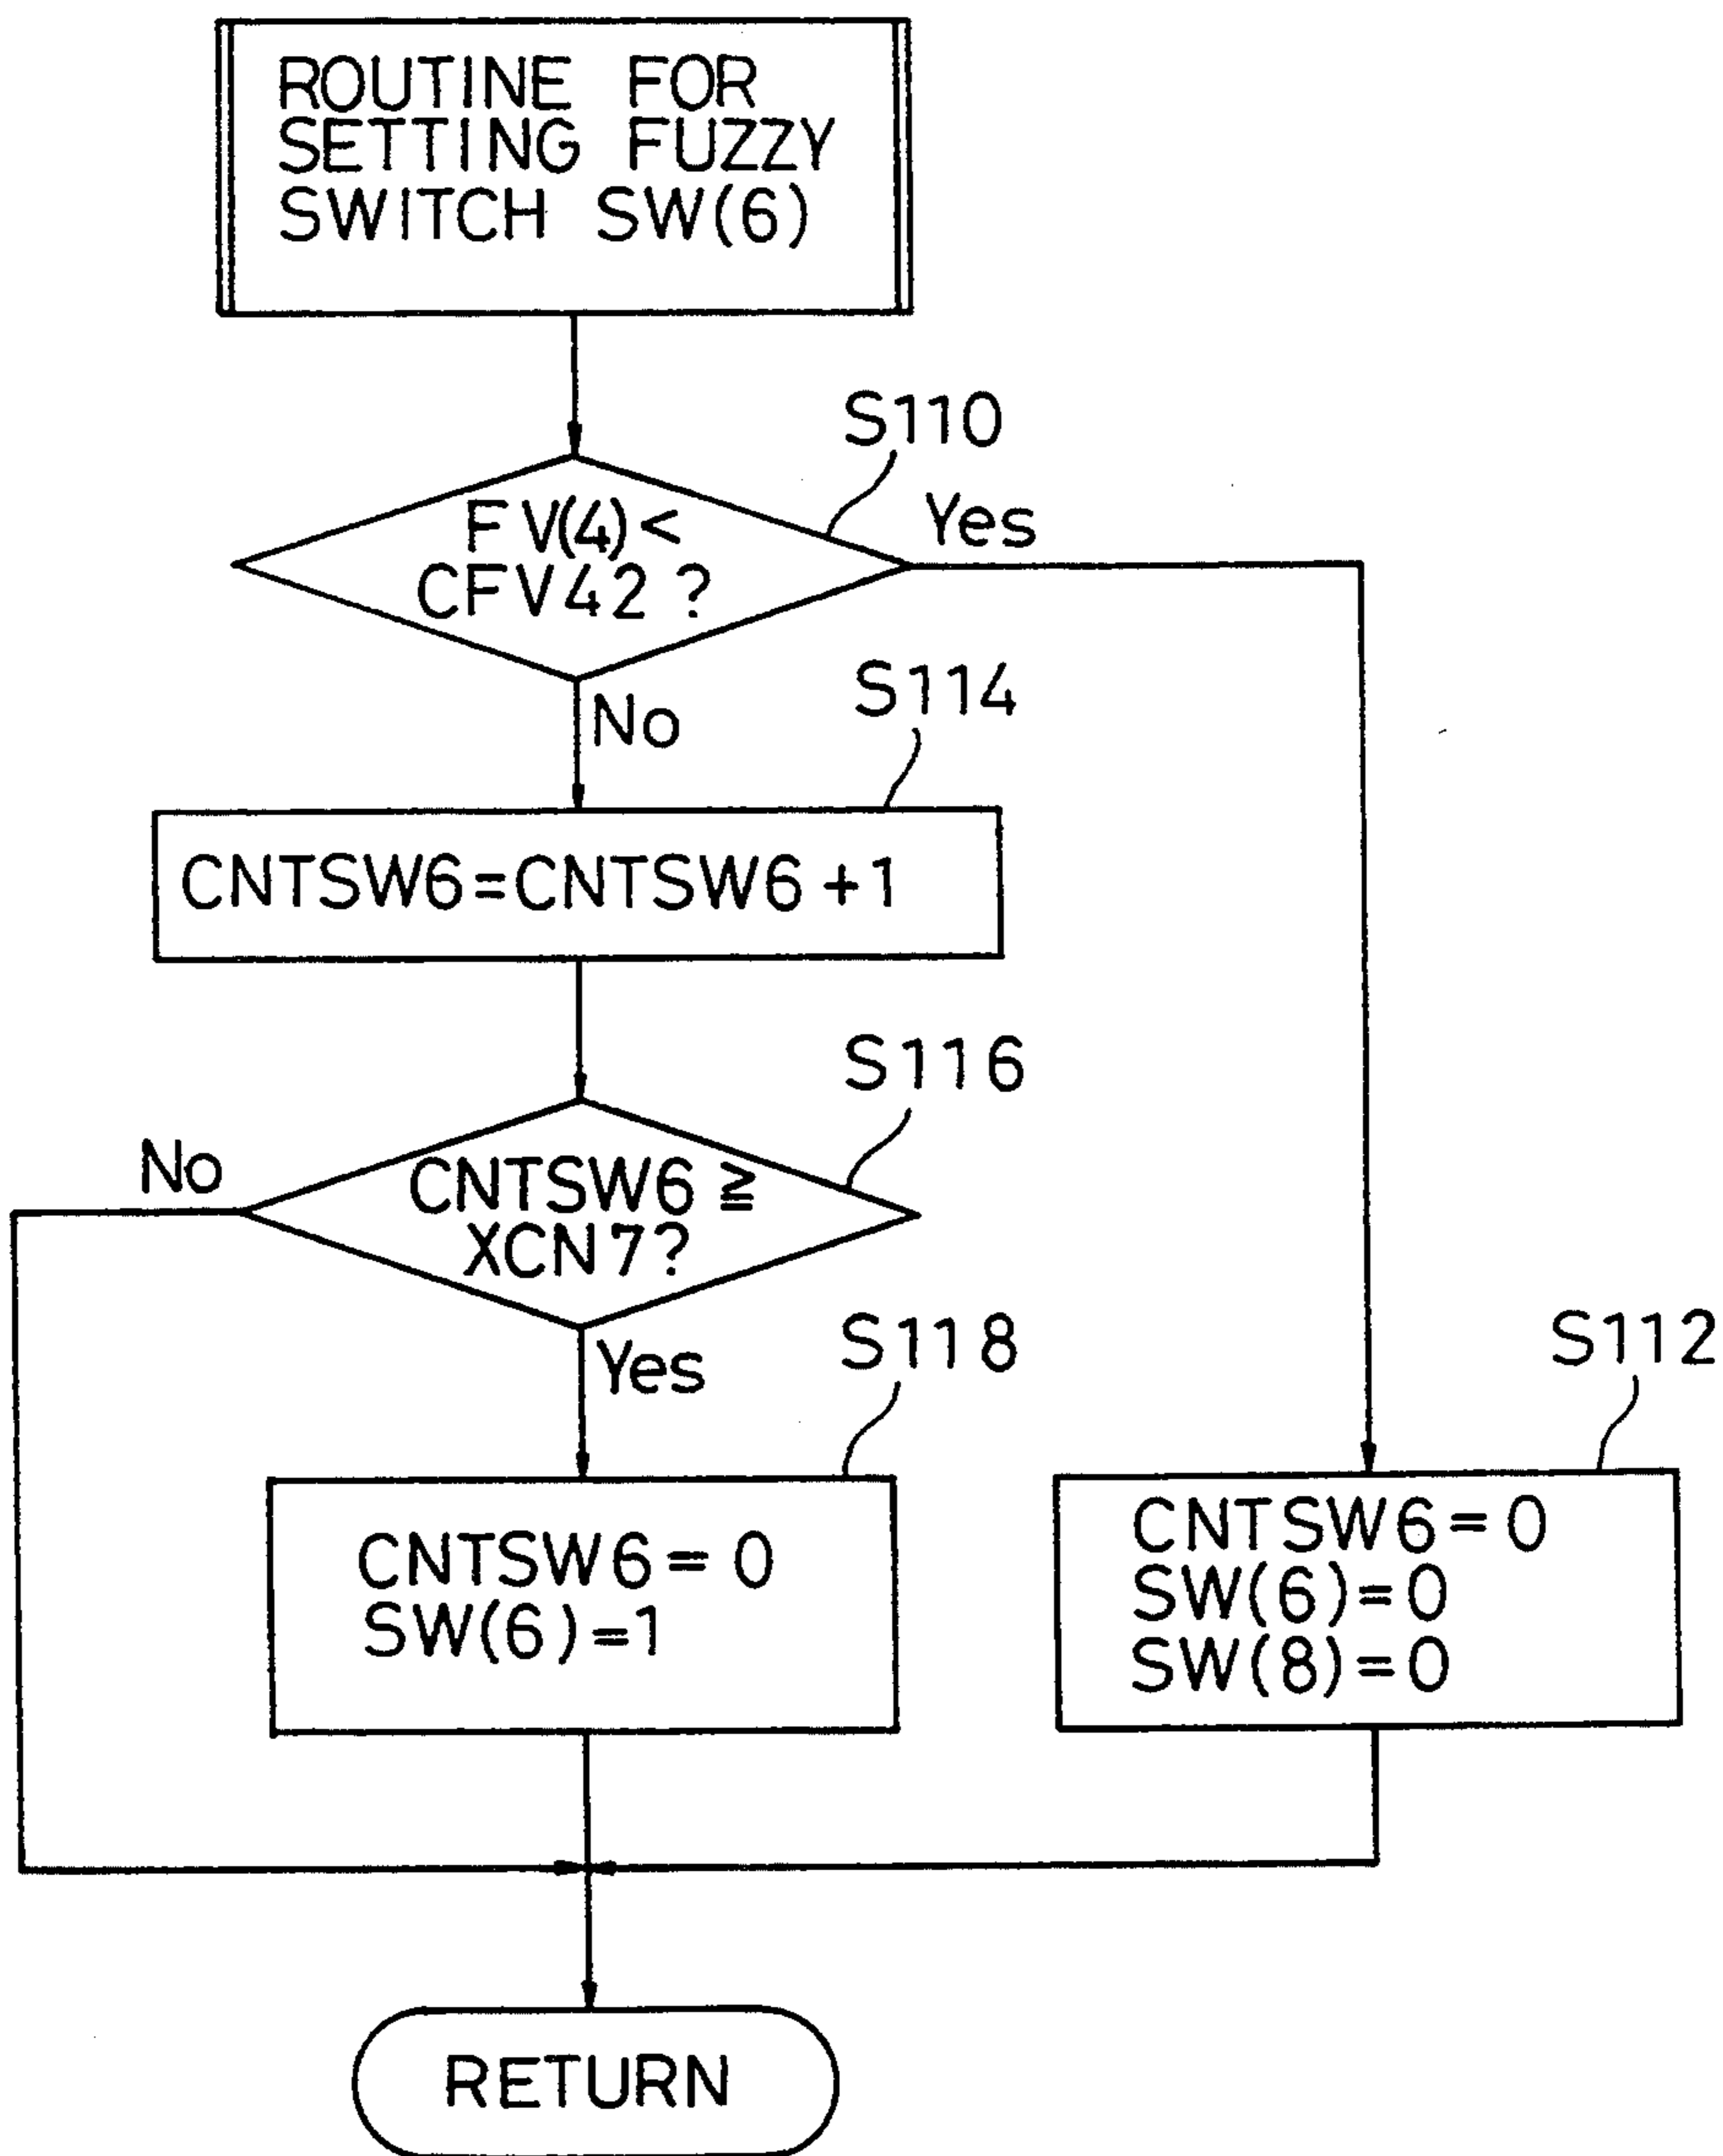 ROUTINE FOR
SETTING FUZZY
SWITCH SW(6)
S110
FV(4)<
CFV42?
Yes
No
S114
CNTSW6=CNTSW6+1
S116
No
CNTSW6≧
XCN7?
Yes
S118
S112
CNTSW6=0
SW(6)=1
CNTSW6=0
SW(6)=0
SW(8)=0
RETURN